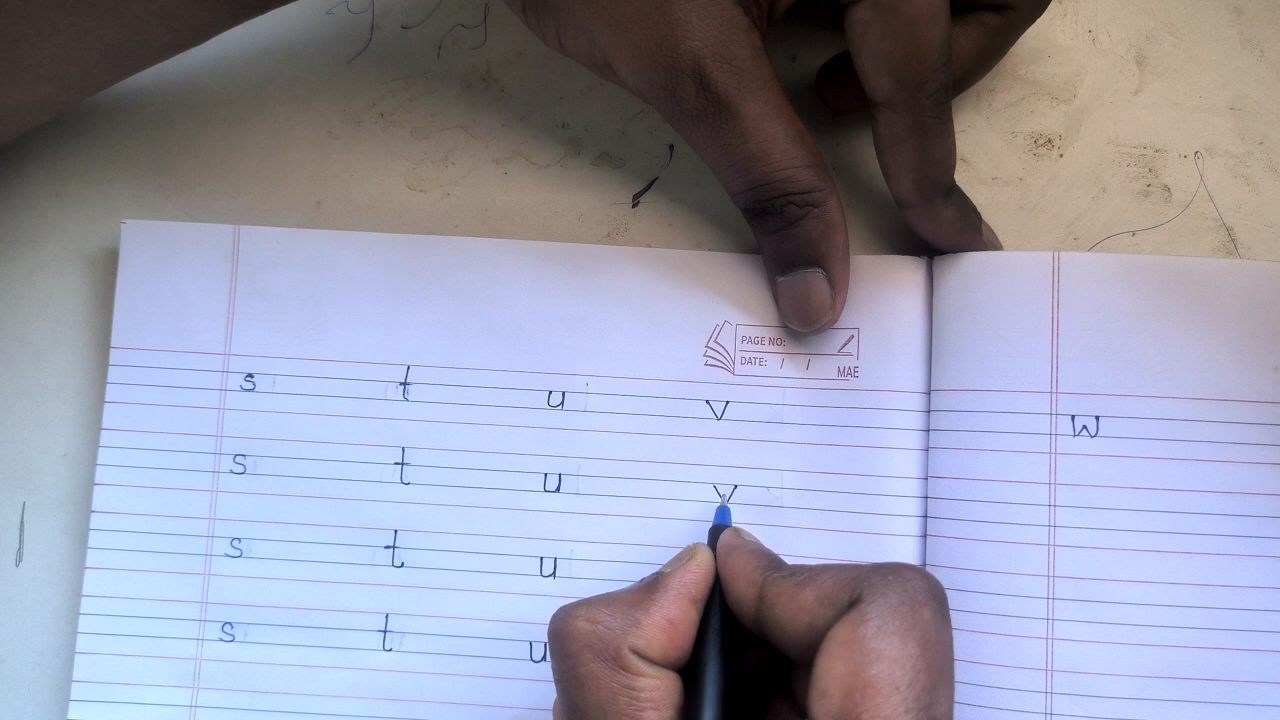 PAGE NO:
DATE: / /
MAE
s t u v
s t u v
s t u
s t u
w